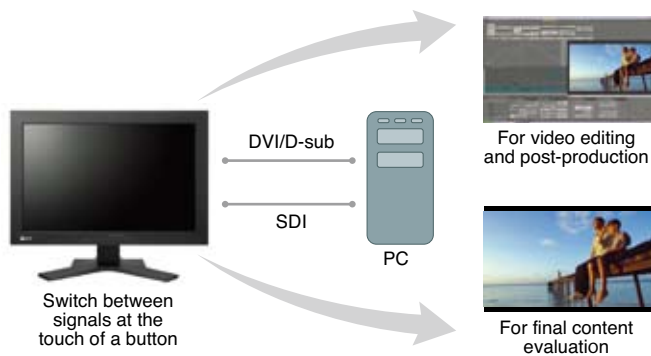 For video editing
and post-production
DVI/D-sub
SDI
PC
Switch between
signals at the
touch of a button
For final content
evaluation